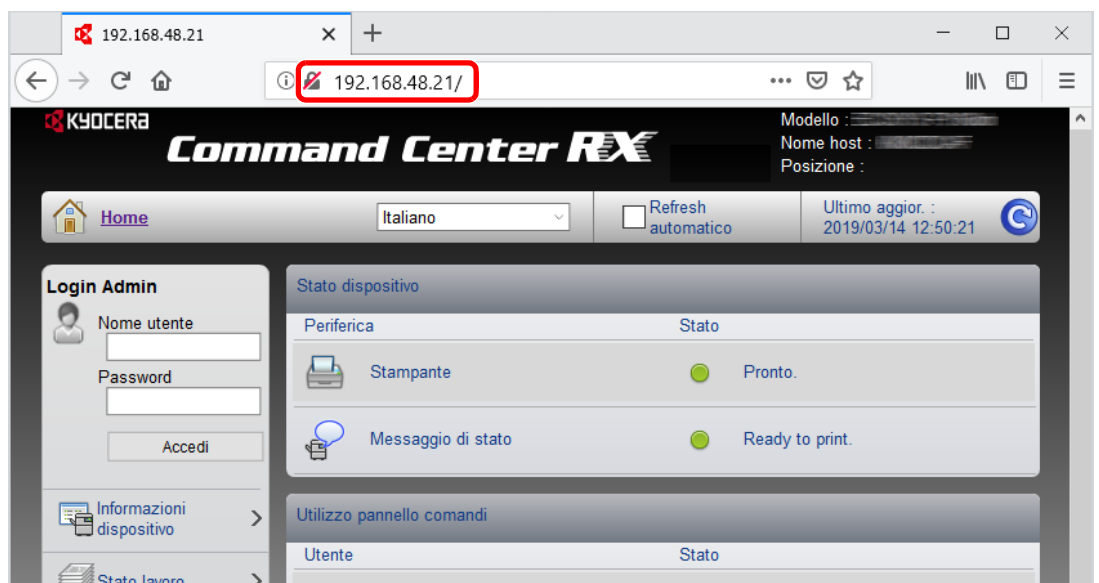 192.168.48.21
192.168.48.21/
KYOCERA
Command Center RX
Modello :
Nome host :
Posizione :
Home
Italiano
Refresh
automatico
Ultimo aggior. :
2019/03/14 12:50:21
Login Admin
Nome utente
Password
Accedi
Informazioni
dispositivo
Stato lavoro
Stato dispositivo
Periferica Stato
Stampante Pronto.
Messaggio di stato Ready to print.
Utilizzo pannello comandi
Utente Stato